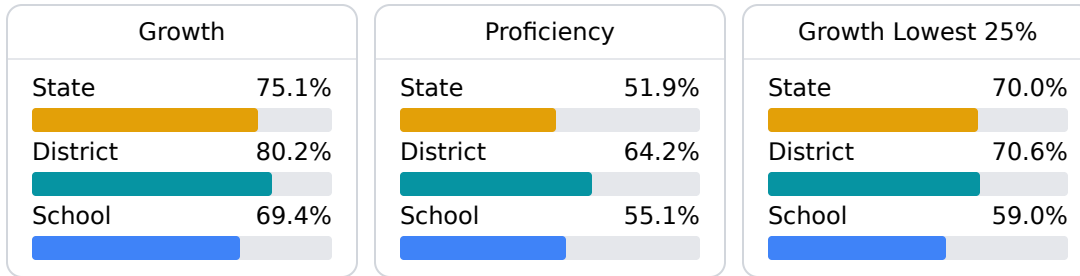 Growth
State 75.1%
District 80.2%
School 69.4%
Proficiency
State 51.9%
District 64.2%
School 55.1%
Growth Lowest 25%
State 70.0%
District 70.6%
School 59.0%